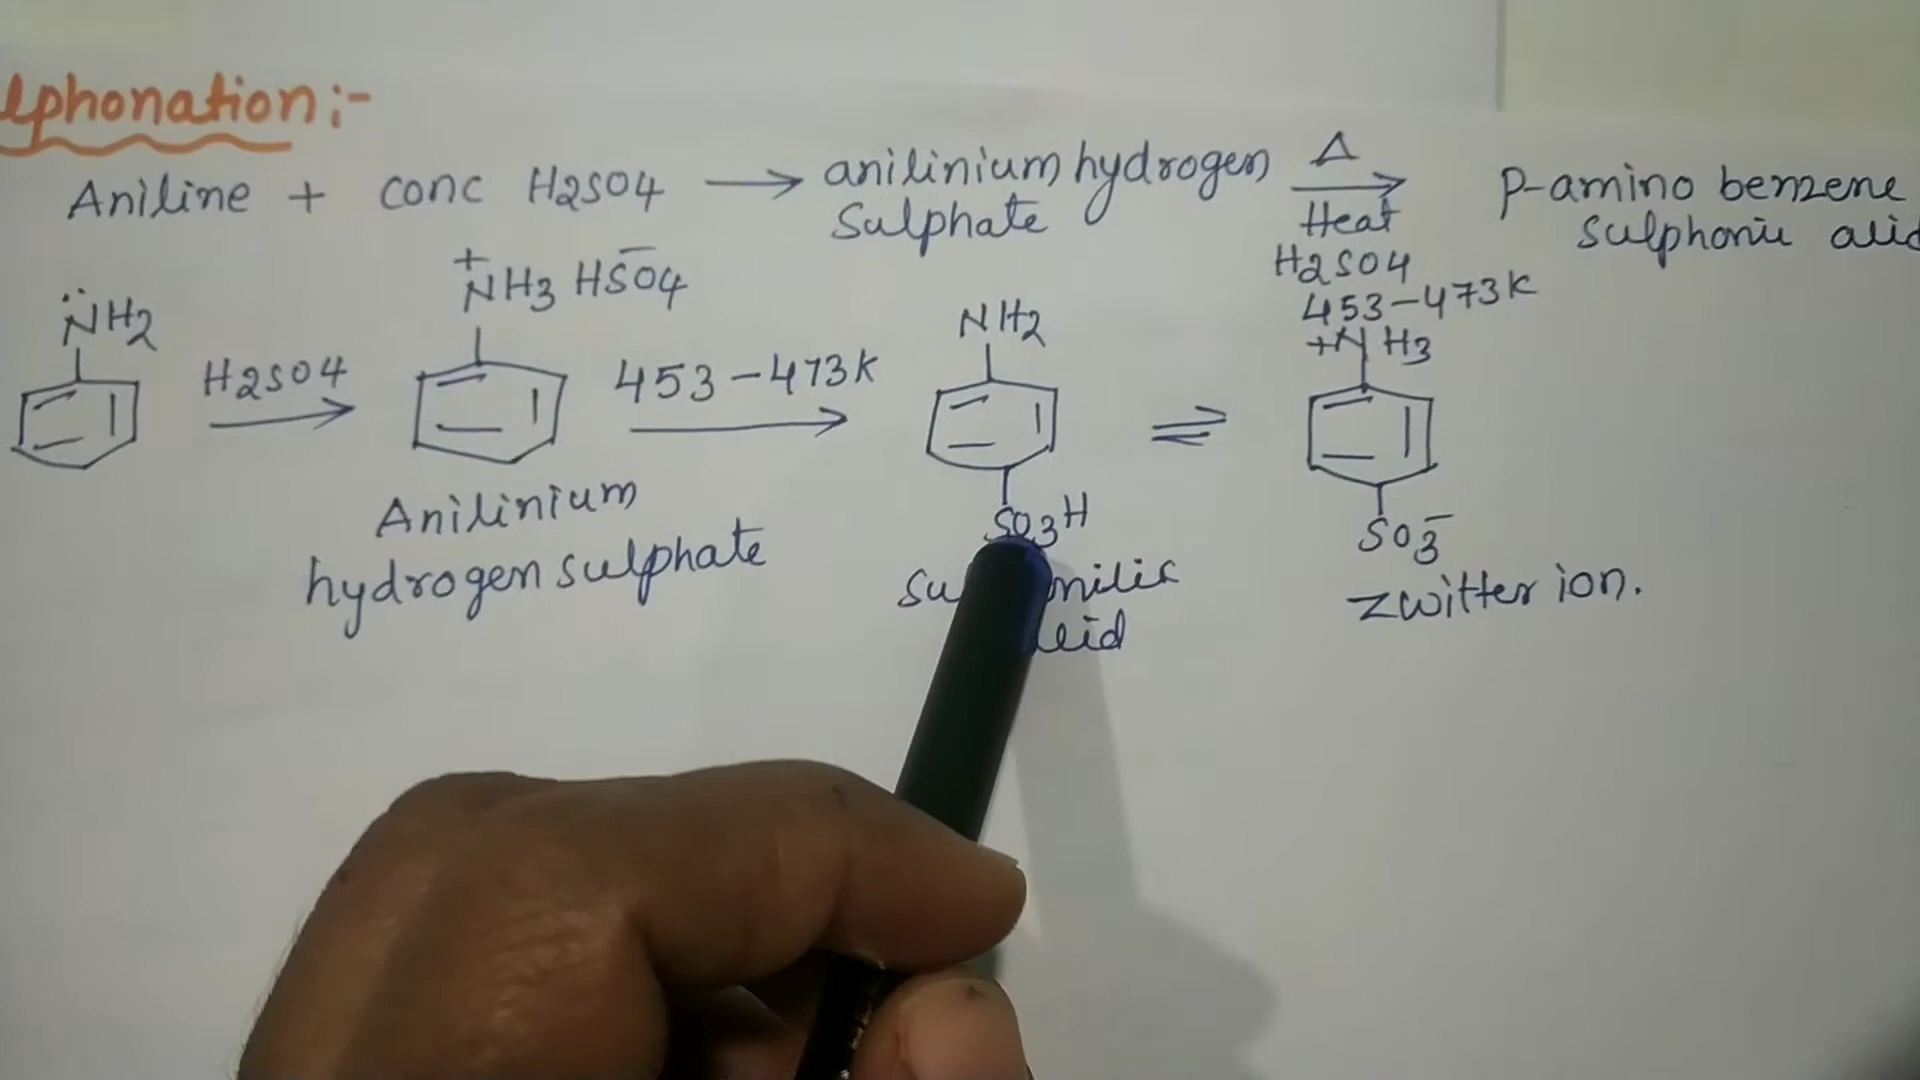 lphonation:-
Aniline + conc H2SO4 → anilinium hydrogen Δ p-amino benzene
sulphate Heat sulphonic
H2SO4
453-473K
NH2 +NH3 HSO4- NH2 +NH3
H2SO4 453-473K ⇌
SO3H SO3-
Anilinium
hydrogen sulphate zwitter ion.